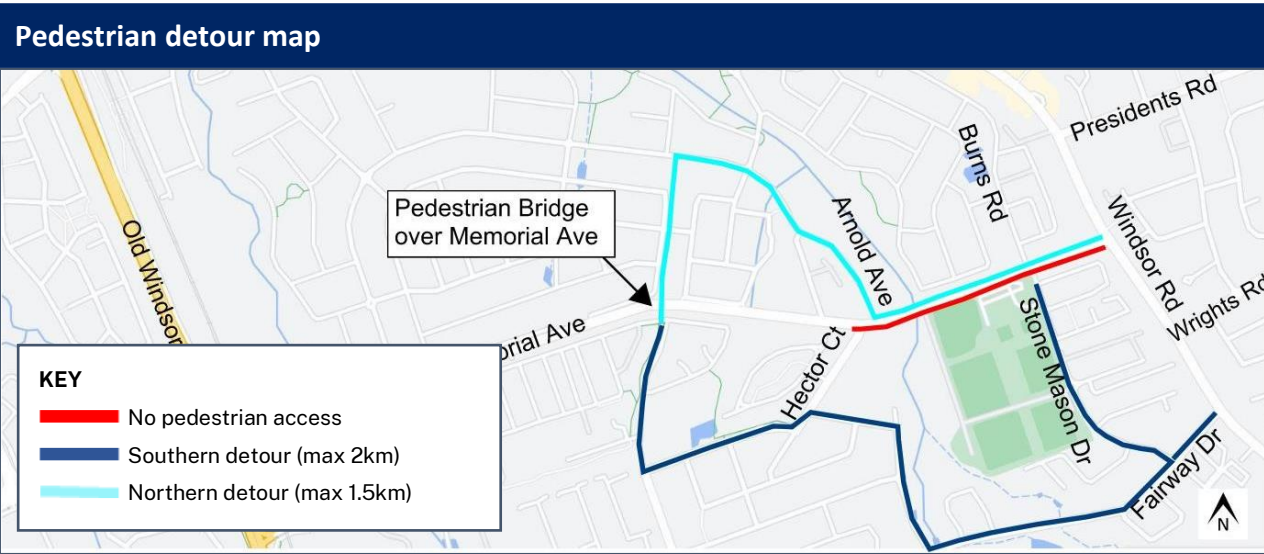 Pedestrian detour map
Presidents Rd
Burns Rd
Pedestrian Bridge
over Memorial Ave
Arnold Ave
Windsor Rd
Old Windsor
Wrights Rd
Stone Mason Dr
orial Ave
Hector Ct
Fairway Dr
KEY
No pedestrian access
Southern detour (max 2km)
Northern detour (max 1.5km)
N